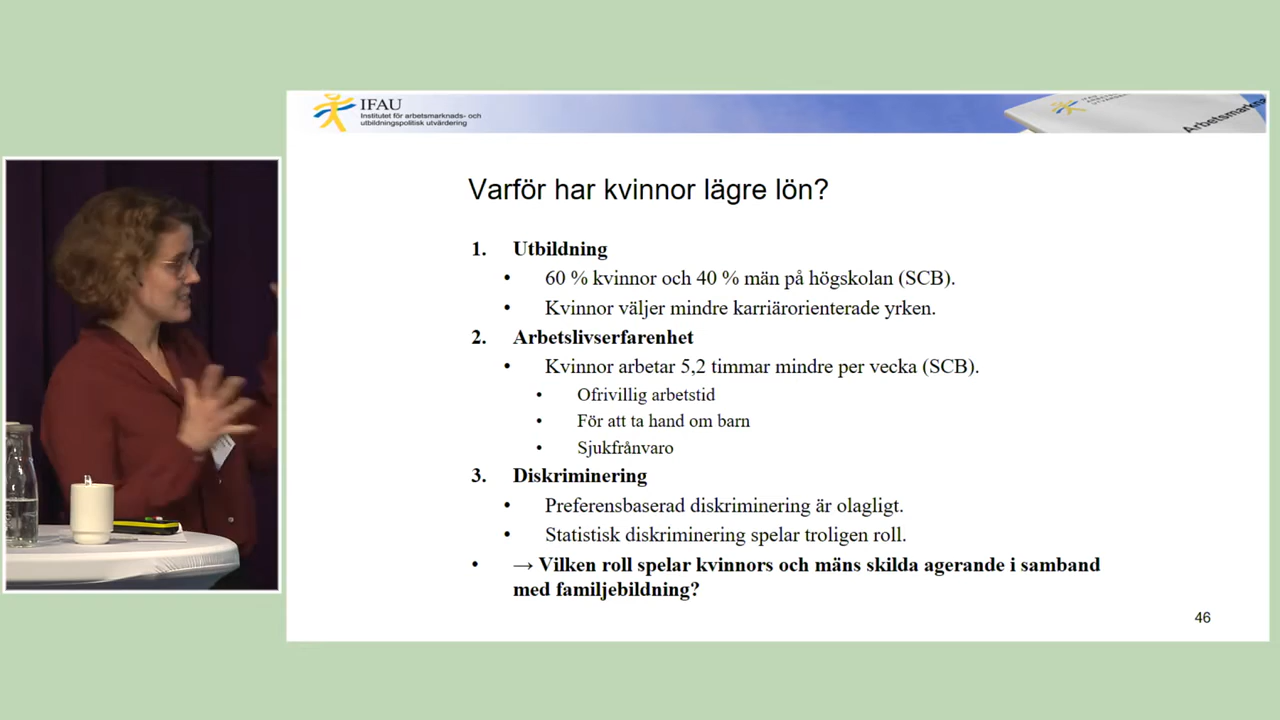 IFAU
Institutet för arbetsmarknads- och
utbildningspolitisk utvärdering
Varför har kvinnor lägre lön?
1. Utbildning
• 60 % kvinnor och 40 % män på högskolan (SCB).
• Kvinnor väljer mindre karriärorienterade yrken.
2. Arbetslivserfarenhet
• Kvinnor arbetar 5,2 timmar mindre per vecka (SCB).
• Ofrivillig arbetstid
• För att ta hand om barn
• Sjukfrånvaro
3. Diskriminering
• Preferensbaserad diskriminering är olagligt.
• Statistisk diskriminering spelar troligen roll.
• → Vilken roll spelar kvinnors och mäns skilda agerande i samband
med familjebildning?
46